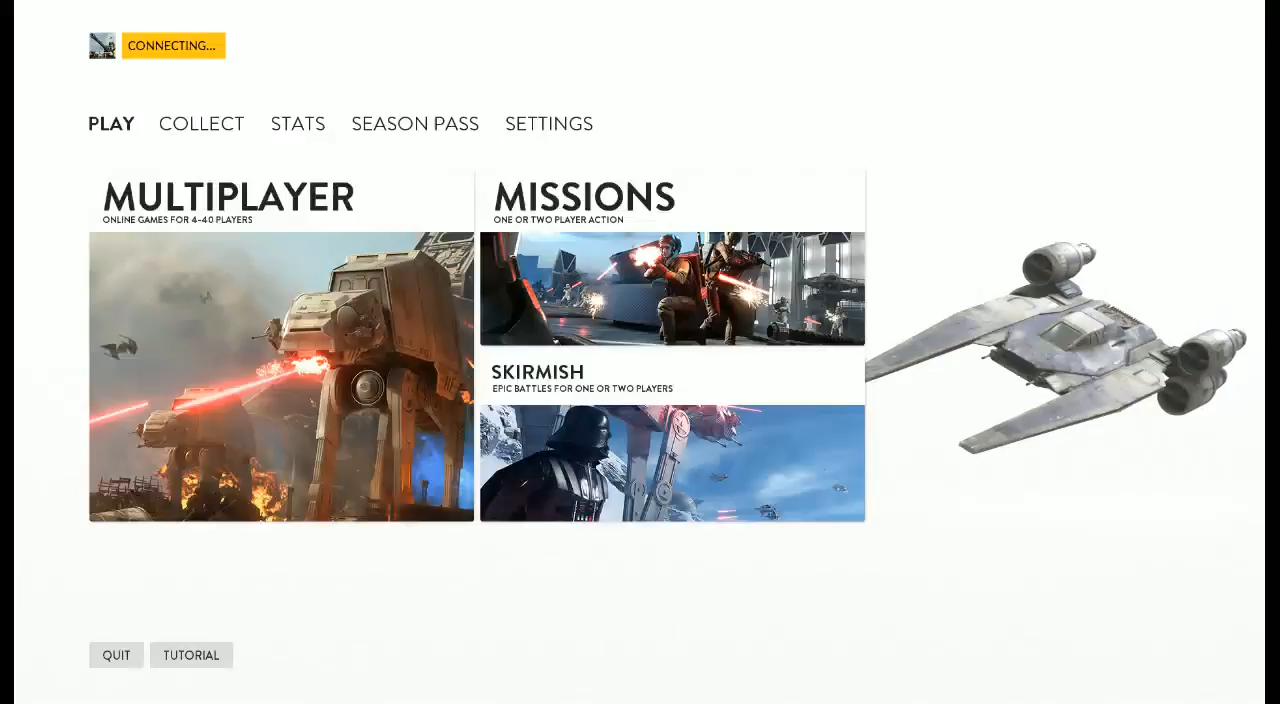 CONNECTING...
PLAY COLLECT STATS SEASON PASS SETTINGS
MULTIPLAYER
ONLINE GAMES FOR 4-40 PLAYERS
MISSIONS
ONE OR TWO PLAYER ACTION
SKIRMISH
EPIC BATTLES FOR ONE OR TWO PLAYERS
QUIT TUTORIAL